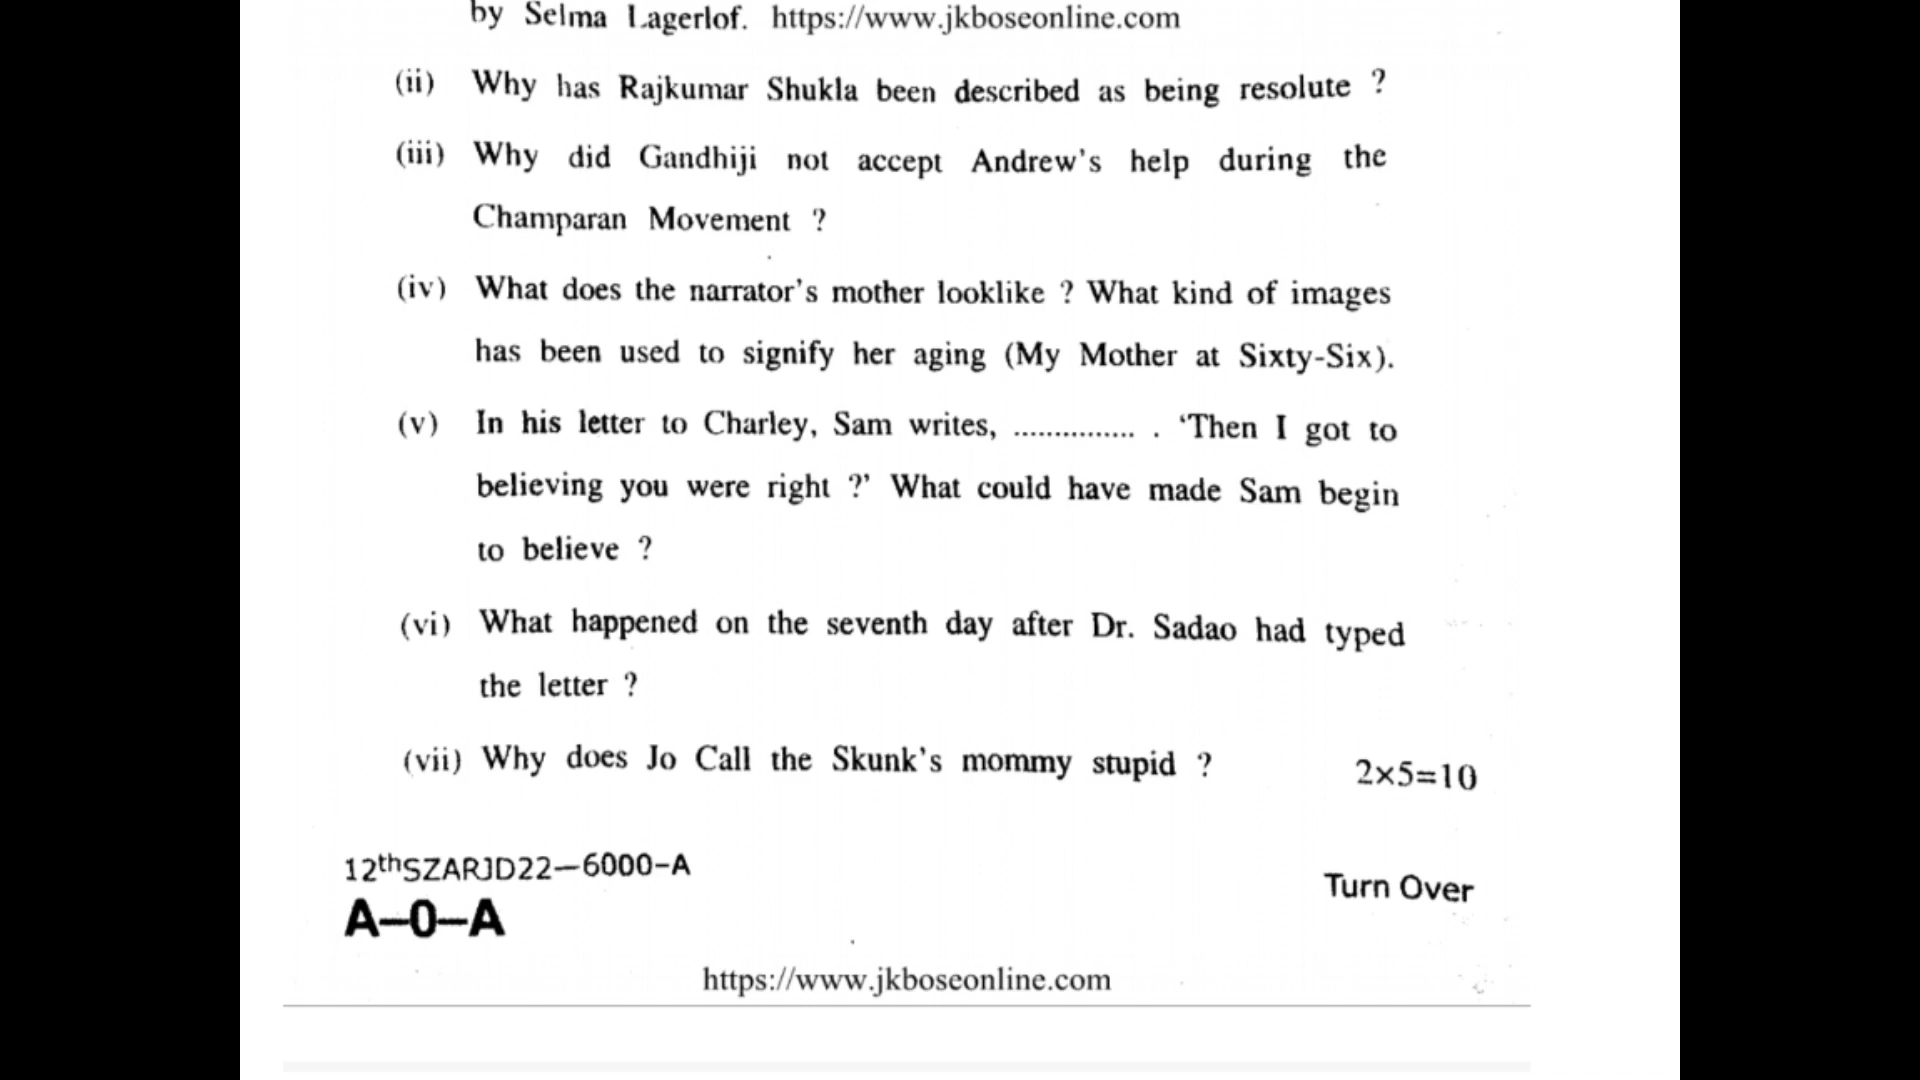 by Selma Lagerlof. https://www.jkboseonline.com
(ii) Why has Rajkumar Shukla been described as being resolute ?
(iii) Why did Gandhiji not accept Andrew's help during the
Champaran Movement ?
(iv) What does the narrator's mother looklike ? What kind of images
has been used to signify her aging (My Mother at Sixty-Six).
(v) In his letter to Charley, Sam writes, ............... . 'Then I got to
believing you were right ?' What could have made Sam begin
to believe ?
(vi) What happened on the seventh day after Dr. Sadao had typed
the letter ?
(vii) Why does Jo Call the Skunk's mommy stupid ? 2×5=10
12thSZARJD22—6000–A
Turn Over
A–0–A
https://www.jkboseonline.com